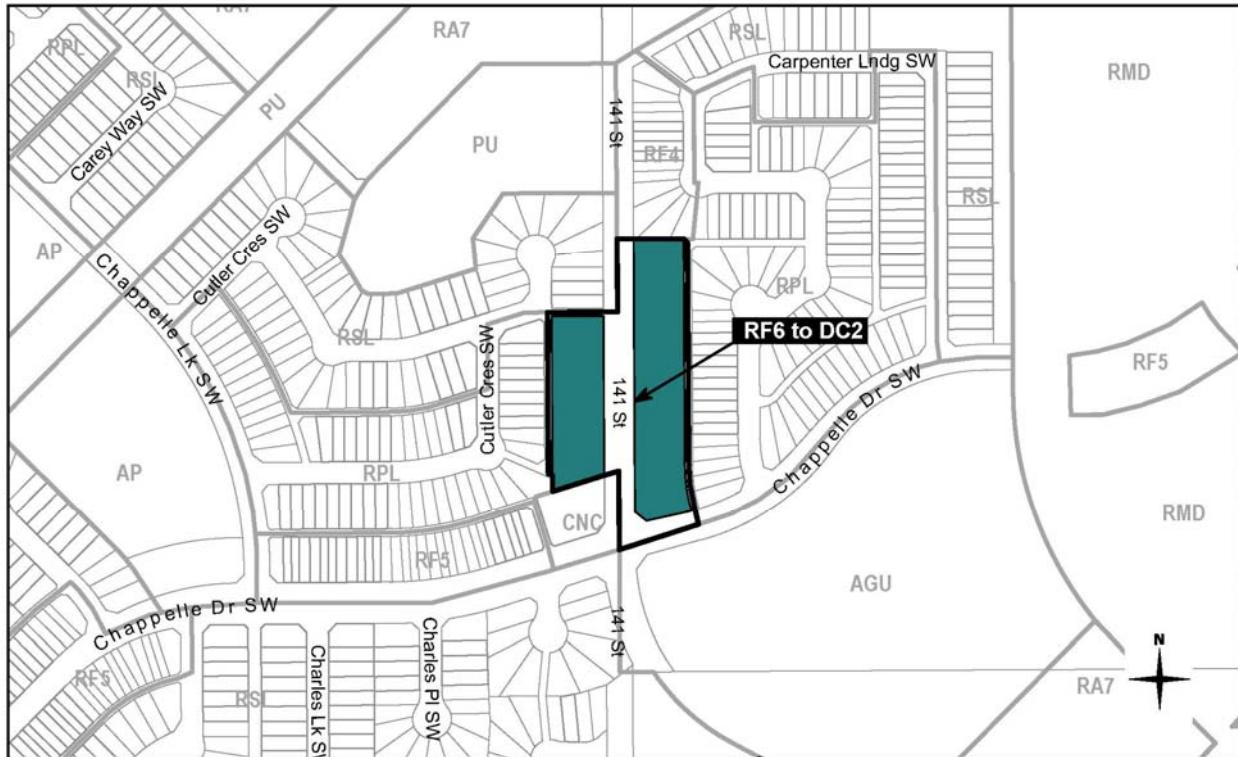 RA7
RA7
RSL
RPL
RSL
Carpenter Lndg SW
RMD
PU
Carey Way SW
141 St
PU
RF4
RSL
AP
Cutler Cres SW
Chappelle Lk SW
RPL
RSL
RF6 to DC2
Cutler Cres SW
141 St
RF5
Chappelle Dr SW
AP
RPL
CNC
RMD
RF5
AGU
Chappelle Dr SW
141 St
N
RF5
RSL
Charles Lk SW
Charles Pl SW
RA7